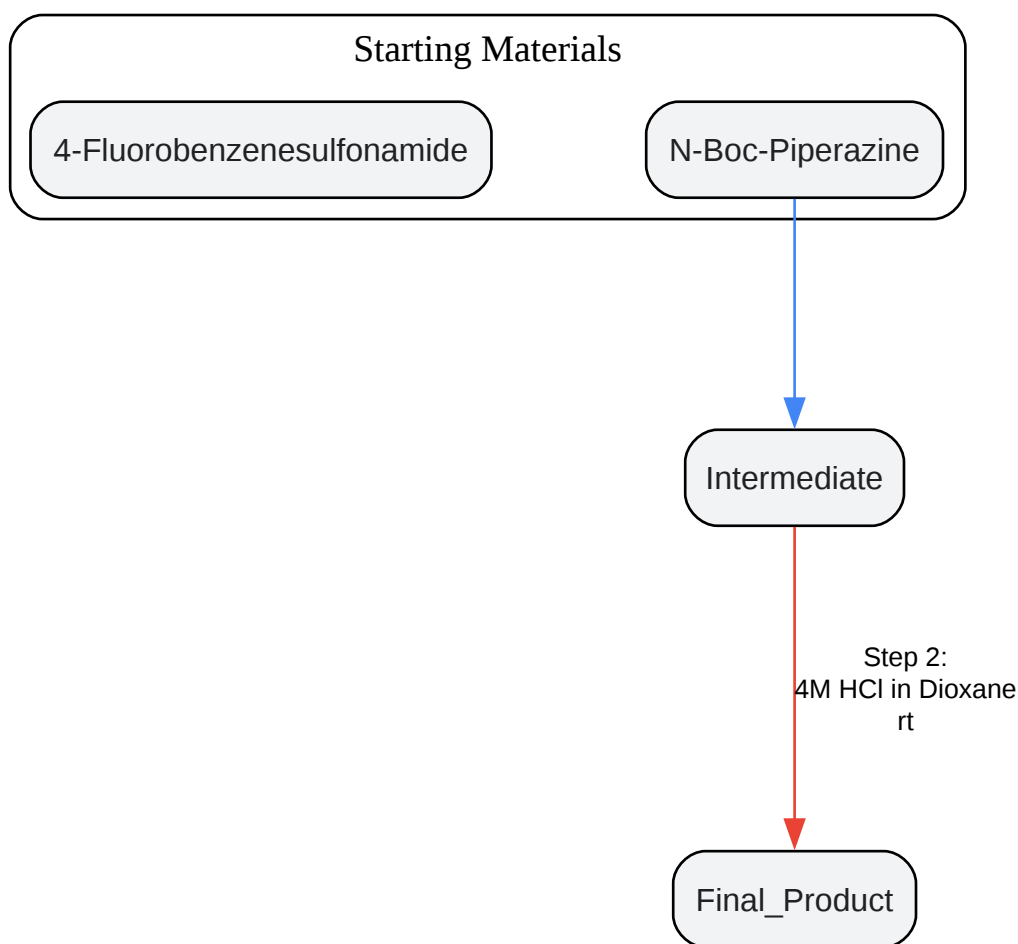 Starting Materials
4-Fluorobenzenesulfonamide
N-Boc-Piperazine
Intermediate
Step 2:
4M HCl in Dioxane
rt
Final_Product